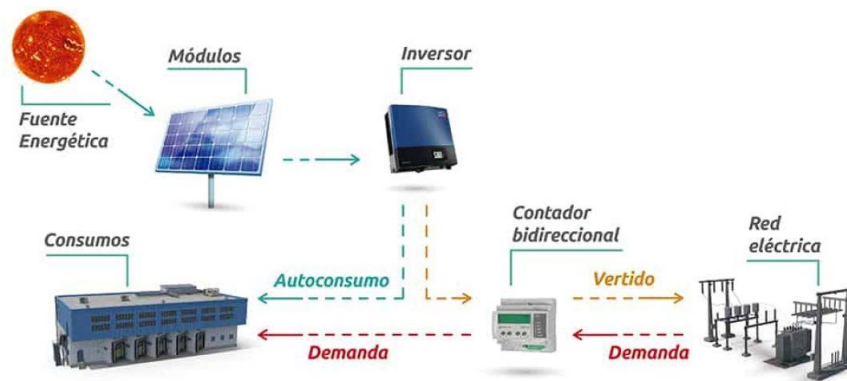 Módulos
Inversor
Fuente
Energética
Consumos
Contador
bidireccional
Red
eléctrica
Autoconsumo
Vertido
Demanda
Demanda